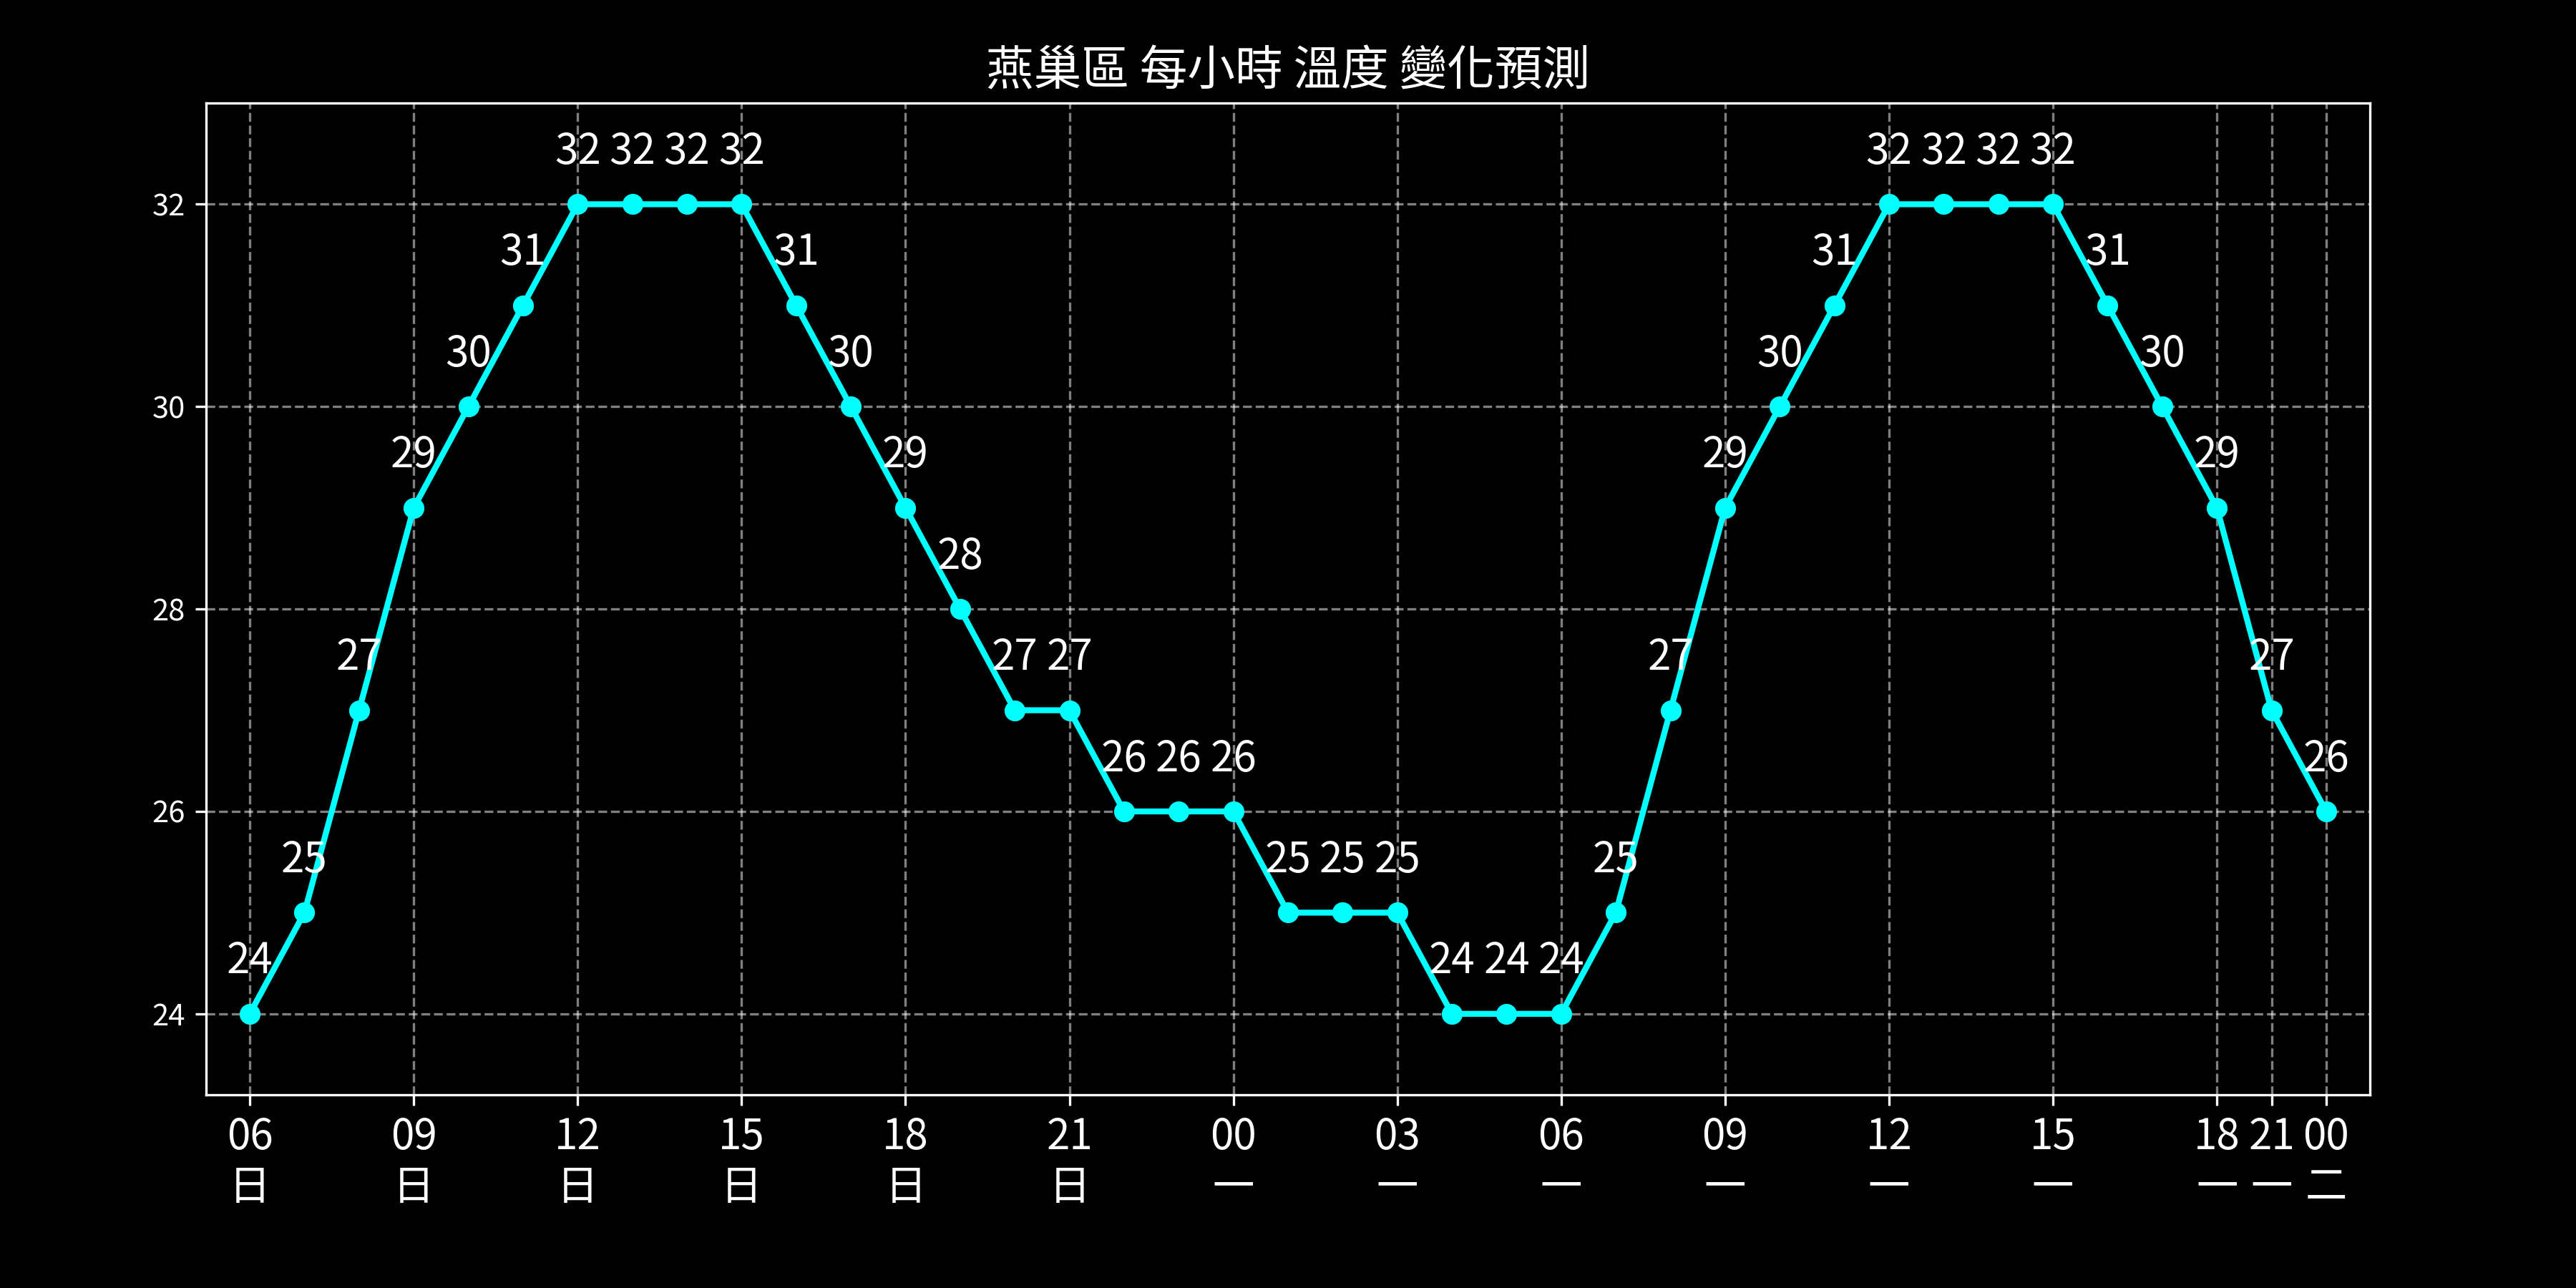 燕巢區 每小時 溫度 變化預測
32 32 32 32 32 32 32 32
32
31 31 31 31
30 30 30 30
30
29 29 29 29
28
28
27 27 27 27 27
26 26 26 26
26
25 25 25 25 25
24 24 24 24
24
06 09 12 15 18 21 00 03 06 09 12 15 18 21 00
日 日 日 日 日 日 一 一 一 一 一 一 一 一 二